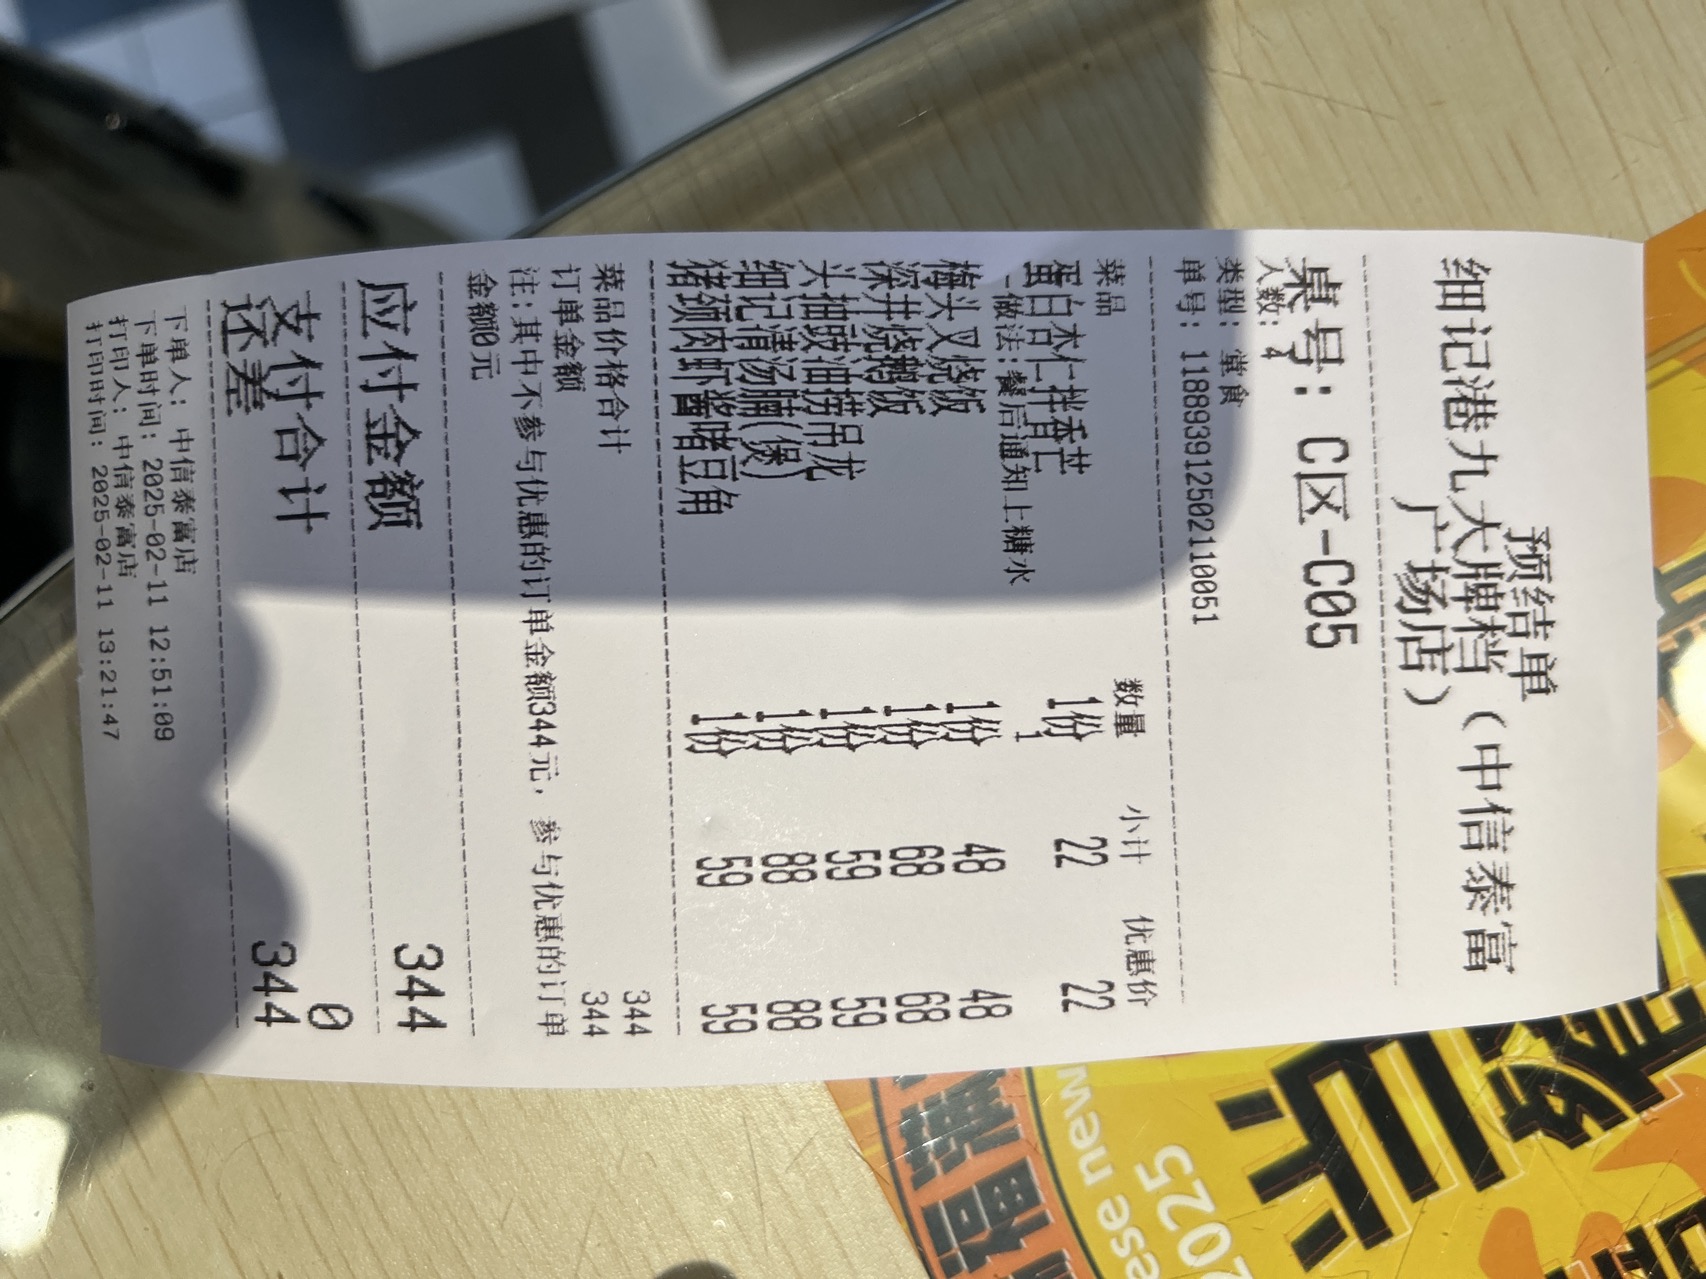 预结单
细记港九大牌档（中信泰富
广场店）
桌号：C区-C05
人数：4
类型：堂食
单号：11889391250211​0051
菜品 数量 小计 优惠价
蛋白杏仁拌香芒 1份 22 22
-做法：餐后通知上糖水 1
梅头叉烧饭 1份 48 48
深井烧鹅饭 1份 68 68
头抽豉油捞吊龙 1份 59 59
细记清汤腩(煲) 1份 88 88
猪颈肉虾酱啫豆角 1份 59 59
菜品价格合计 344
订单金额 344
注：其中不参与优惠的订单金额344元，参与优惠的订单
金额0元
应付金额 344
支付合计 0
还差 344
下单人：中信泰富店
下单时间：2025-02-11 12:51:09
打印人：中信泰富店
打印时间：2025-02-11 13:21:47
ese new
2025